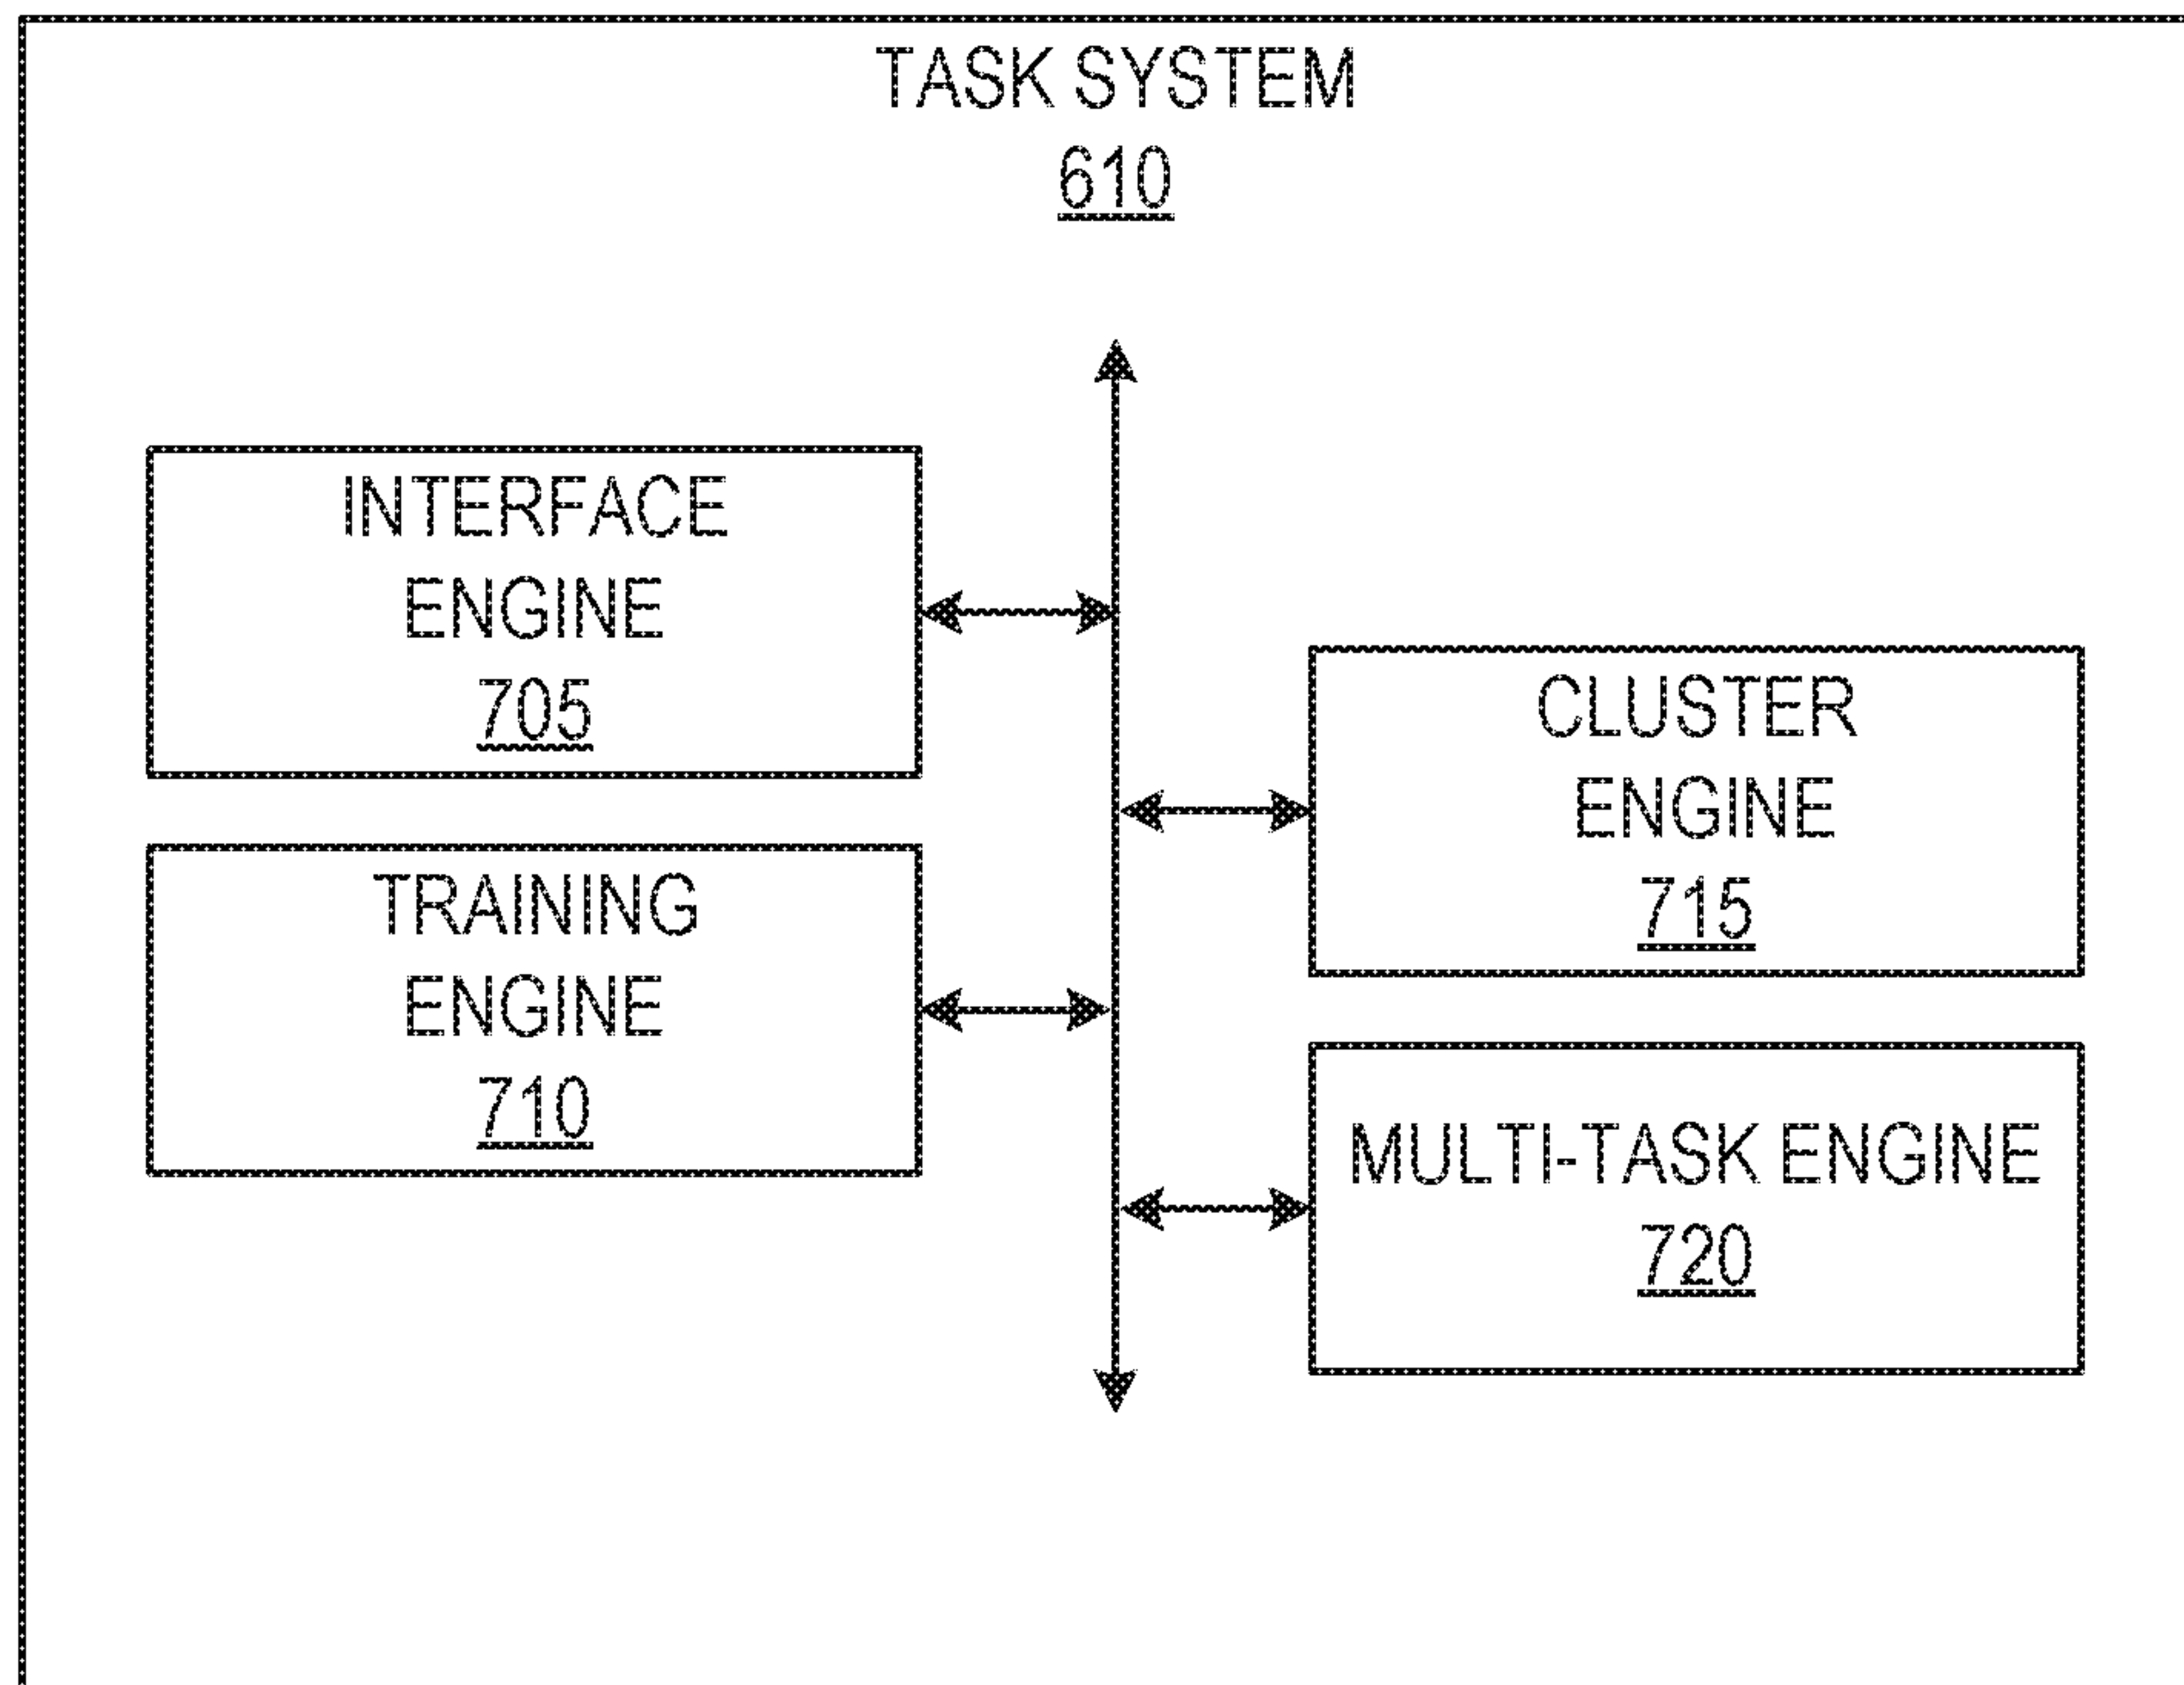 TASK SYSTEM
610
INTERFACE
ENGINE
705
TRAINING
ENGINE
710
CLUSTER
ENGINE
715
MULTI-TASK ENGINE
720